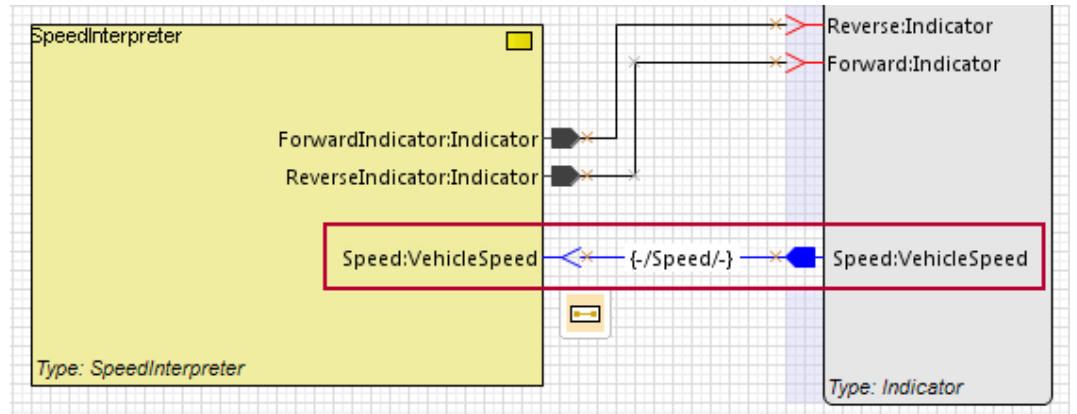 SpeedInterpreter
Reverse:Indicator
Forward:Indicator
ForwardIndicator:Indicator
ReverseIndicator:Indicator
Speed:VehicleSpeed
{-/Speed/-}
Speed:VehicleSpeed
Type: SpeedInterpreter
Type: Indicator